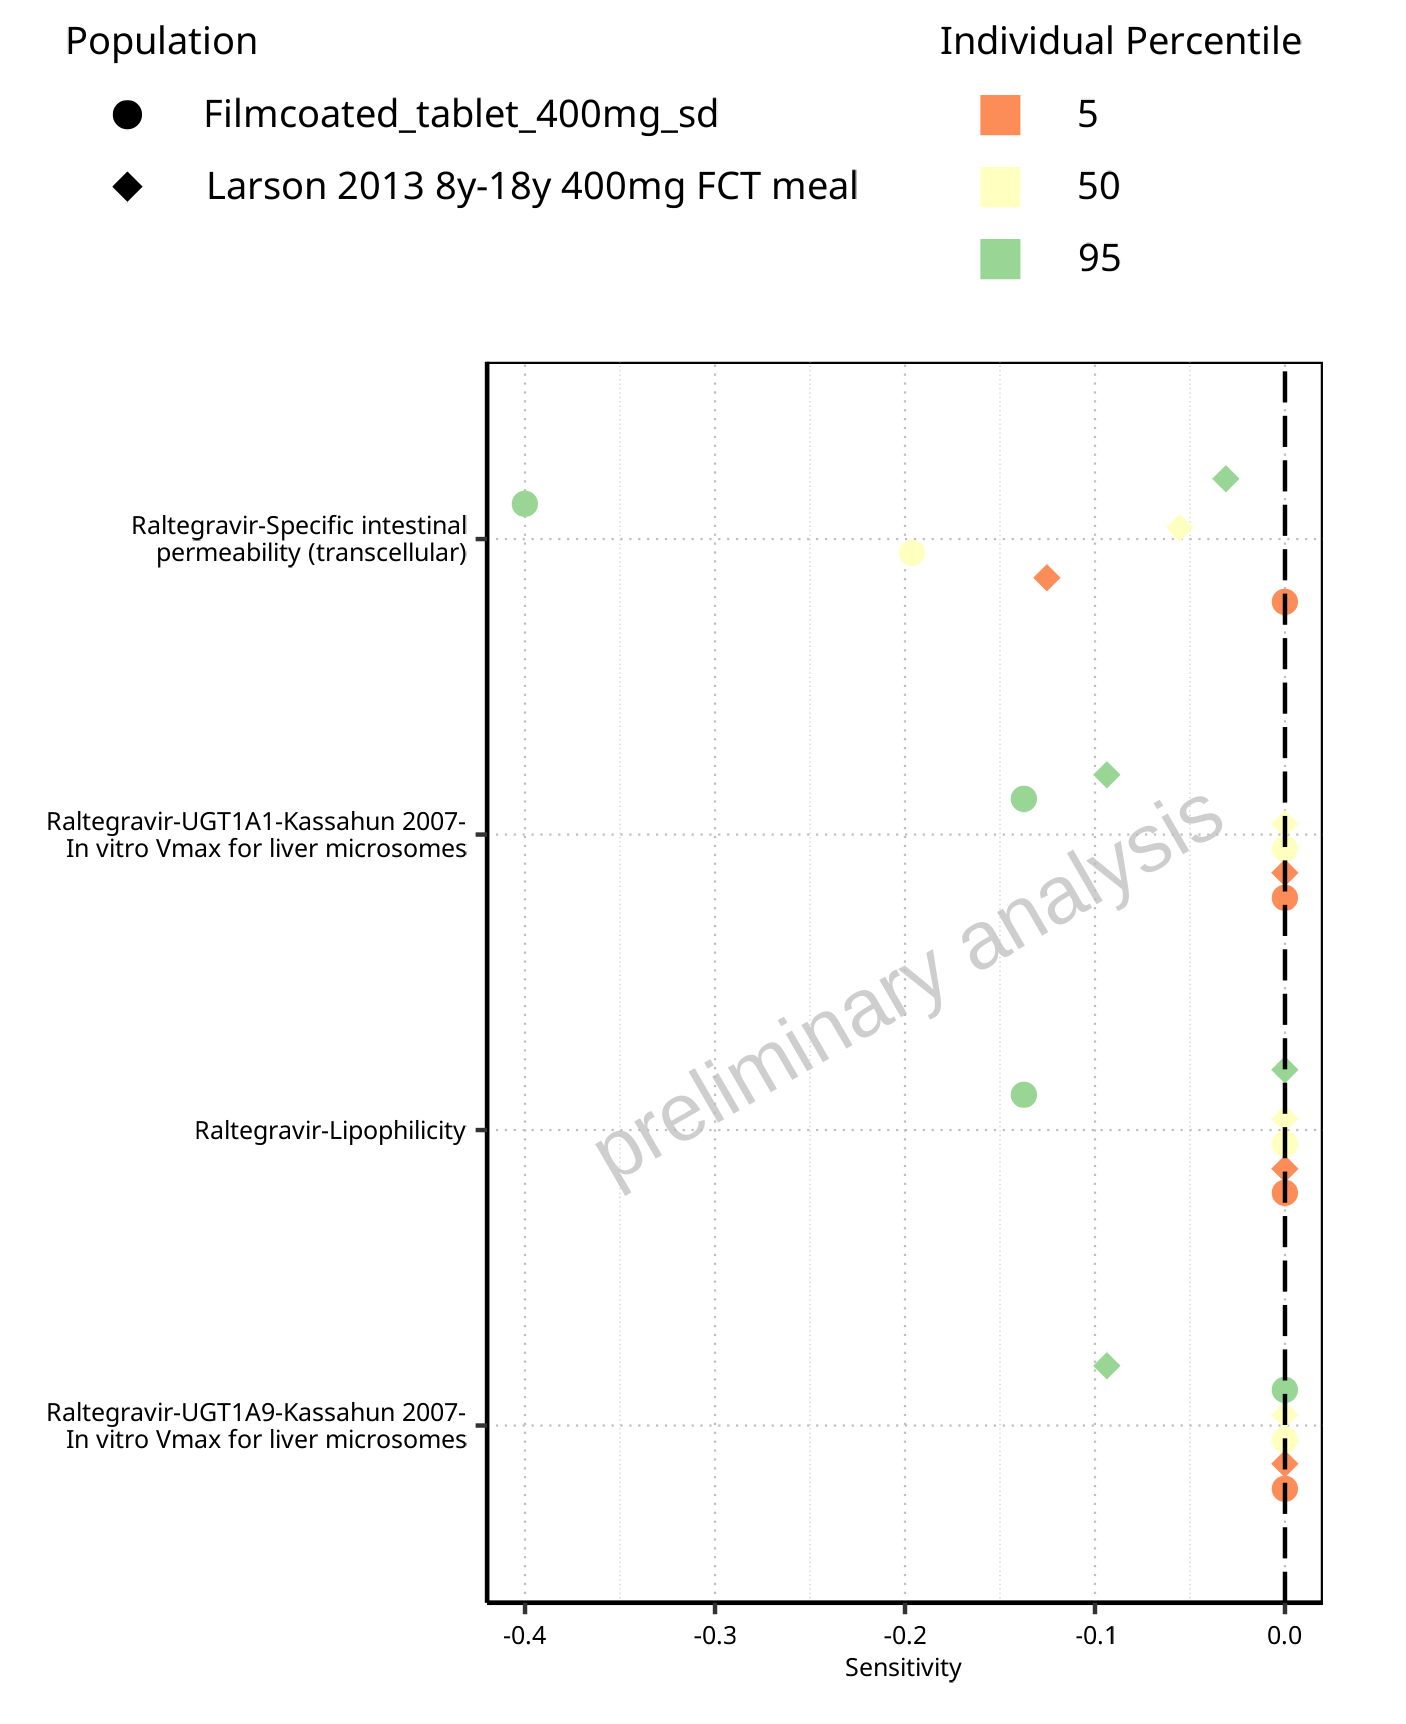 Population
Filmcoated_tablet_400mg_sd
Larson 2013 8y-18y 400mg FCT meal
Individual Percentile
5
50
95
Raltegravir-Specific intestinal
permeability (transcellular)
Raltegravir-UGT1A1-Kassahun 2007-
In vitro Vmax for liver microsomes
Raltegravir-Lipophilicity
Raltegravir-UGT1A9-Kassahun 2007-
In vitro Vmax for liver microsomes
preliminary analysis
-0.4
-0.3
-0.2
-0.1
0.0
Sensitivity